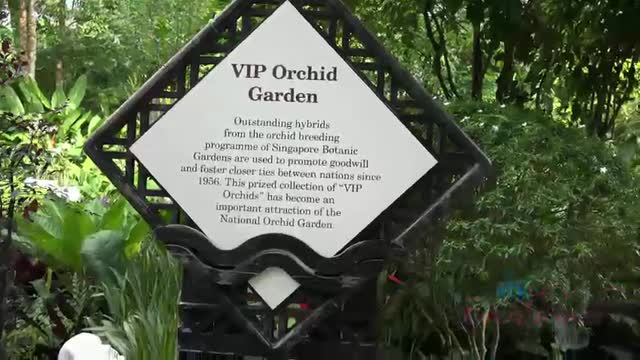 VIP Orchid
Garden
Outstanding hybrids
from the orchid breeding
programme of Singapore Botanic
Gardens are used to promote goodwill
and foster closer ties between nations since
1956. This prized collection of "VIP
Orchids" has become an
important attraction of the
National Orchid Garden